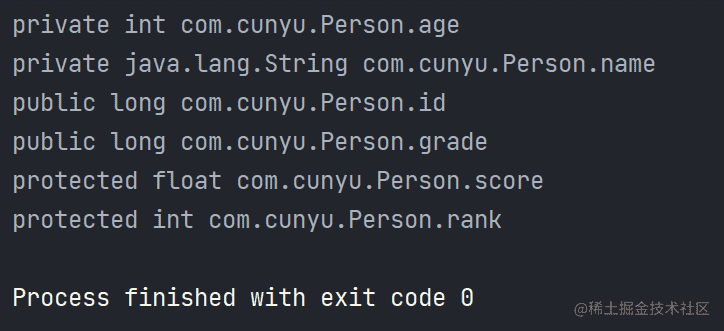 private int com.cunyu.Person.age
private java.lang.String com.cunyu.Person.name
public long com.cunyu.Person.id
public long com.cunyu.Person.grade
protected float com.cunyu.Person.score
protected int com.cunyu.Person.rank
Process finished with exit code 0
@稀土掘金技术社区